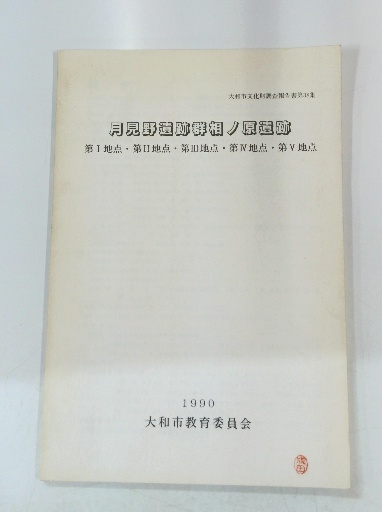 大和市文化財調査報告書第38集
月見野遺跡群相ノ原遺跡
第Ⅰ地点・第Ⅱ地点・第Ⅲ地点・第Ⅳ地点・第Ⅴ地点
1990
大和市教育委員会